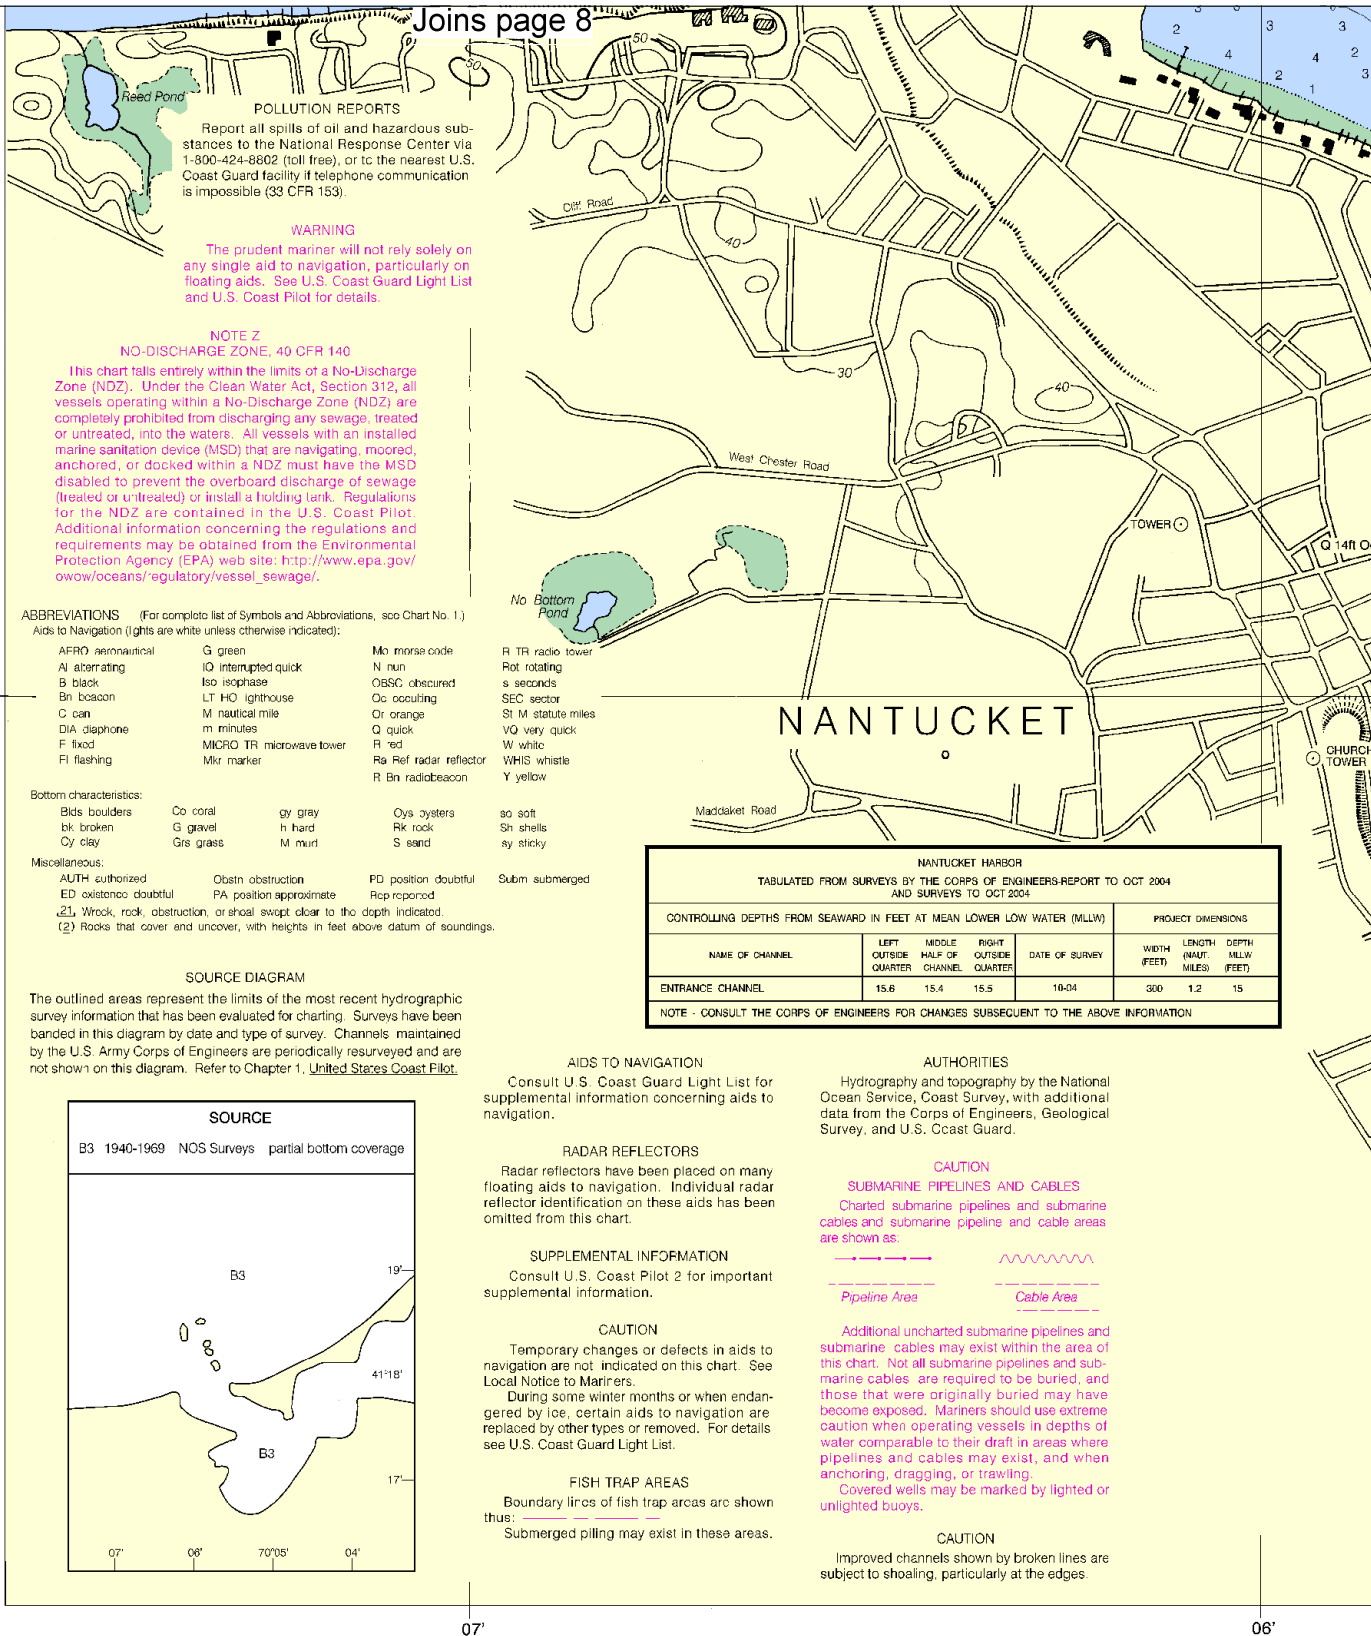 Joins page 8
50
50
Reed Pond
2
3
3
3
4
4
2
2
3
1
POLLUTION REPORTS
Report all spills of oil and hazardous sub-
stances to the National Response Center via
1-800-424-8802 (toll free), or to the nearest U.S.
Coast Guard facility if telephone communication
is impossible (33 CFR 153).
Cliff Road
40
WARNING
The prudent mariner will not rely solely on
any single aid to navigation, particularly on
floating aids. See U.S. Coast Guard Light List
and U.S. Coast Pilot for details.
NOTE Z
NO-DISCHARGE ZONE, 40 CFR 140
This chart falls entirely within the limits of a No-Discharge
Zone (NDZ). Under the Clean Water Act, Section 312, all
vessels operating within a No-Discharge Zone (NDZ) are
completely prohibited from discharging any sewage, treated
or untreated, into the waters. All vessels with an installed
marine sanitation device (MSD) that are navigating, moored,
anchored, or docked within a NDZ must have the MSD
disabled to prevent the overboard discharge of sewage
(treated or untreated) or install a holding tank. Regulations
for the NDZ are contained in the U.S. Coast Pilot.
Additional information concerning the regulations and
requirements may be obtained from the Environmental
Protection Agency (EPA) web site: http://www.epa.gov/
owow/oceans/regulatory/vessel_sewage/.
30
40
West Chester Road
TOWER
Q 14ft
No Bottom
Pond
NANTUCKET
CHURCH
TOWER
Maddaket Road
ABBREVIATIONS (For complete list of Symbols and Abbreviations, see Chart No. 1.)
Aids to Navigation (lights are white unless otherwise indicated):
AERO aeronautical G green Mo morse code R TR radio tower
Al alternating IQ interrupted quick N nun Rot rotating
B black Iso isophase OBSC obscured s seconds
Bn beacon LT HO lighthouse Oc occulting SEC sector
C can M nautical mile Or orange St M statute miles
DIA diaphone m minutes Q quick VQ very quick
F fixed MICRO TR microwave tower R red W white
Fl flashing Mkr marker Ra Ref radar reflector WHIS whistle
R Bn radiobeacon Y yellow
Bottom characteristics:
Blds boulders Co coral gy gray Oys oysters so soft
bk broken G gravel h hard Rk rock Sh shells
Cy clay Grs grass M mud S sand sy sticky
Miscellaneous:
AUTH authorized Obstn obstruction PD position doubtful Subm submerged
ED existence doubtful PA position approximate Rep reported
21, Wreck, rock, obstruction, or shoal swept clear to the depth indicated.
(2) Rocks that cover and uncover, with heights in feet above datum of soundings.
NANTUCKET HARBOR
TABULATED FROM SURVEYS BY THE CORPS OF ENGINEERS-REPORT TO OCT 2004
AND SURVEYS TO OCT 2004
CONTROLLING DEPTHS FROM SEAWARD IN FEET AT MEAN LOWER LOW WATER (MLLW) PROJECT DIMENSIONS
NAME OF CHANNEL LEFT OUTSIDE QUARTER MIDDLE HALF OF CHANNEL RIGHT OUTSIDE QUARTER DATE OF SURVEY WIDTH (FEET) LENGTH (NAUT. MILES) DEPTH MLLW (FEET)
ENTRANCE CHANNEL 15.6 15.4 15.5 10-04 300 1.2 15
NOTE - CONSULT THE CORPS OF ENGINEERS FOR CHANGES SUBSEQUENT TO THE ABOVE INFORMATION
SOURCE DIAGRAM
The outlined areas represent the limits of the most recent hydrographic
survey information that has been evaluated for charting. Surveys have been
banded in this diagram by date and type of survey. Channels maintained
by the U.S. Army Corps of Engineers are periodically resurveyed and are
not shown on this diagram. Refer to Chapter 1, United States Coast Pilot.
SOURCE
B3 1940-1969 NOS Surveys partial bottom coverage
B3
19'
41°18'
B3
17'
07' 06' 70°05' 04'
AIDS TO NAVIGATION
Consult U.S. Coast Guard Light List for
supplemental information concerning aids to
navigation.
RADAR REFLECTORS
Radar reflectors have been placed on many
floating aids to navigation. Individual radar
reflector identification on these aids has been
omitted from this chart.
SUPPLEMENTAL INFORMATION
Consult U.S. Coast Pilot 2 for important
supplemental information.
CAUTION
Temporary changes or defects in aids to
navigation are not indicated on this chart. See
Local Notice to Mariners.
During some winter months or when endan-
gered by ice, certain aids to navigation are
replaced by other types or removed. For details
see U.S. Coast Guard Light List.
FISH TRAP AREAS
Boundary lines of fish trap areas are shown
thus:
Submerged piling may exist in these areas.
AUTHORITIES
Hydrography and topography by the National
Ocean Service, Coast Survey, with additional
data from the Corps of Engineers, Geological
Survey, and U.S. Coast Guard.
CAUTION
SUBMARINE PIPELINES AND CABLES
Charted submarine pipelines and submarine
cables and submarine pipeline and cable areas
are shown as:
Pipeline Area Cable Area
Additional uncharted submarine pipelines and
submarine cables may exist within the area of
this chart. Not all submarine pipelines and sub-
marine cables are required to be buried, and
those that were originally buried may have
become exposed. Mariners should use extreme
caution when operating vessels in depths of
water comparable to their draft in areas where
pipelines and cables may exist, and when
anchoring, dragging, or trawling.
Covered wells may be marked by lighted or
unlighted buoys.
CAUTION
Improved channels shown by broken lines are
subject to shoaling, particularly at the edges.
07' 06'